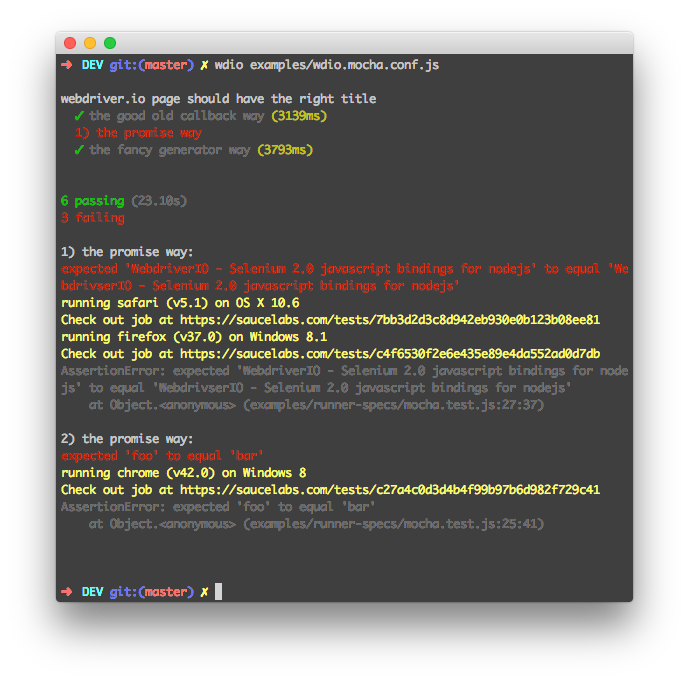 ➜ DEV git:(master) ✗ wdio examples/wdio.mocha.conf.js
webdriver.io page should have the right title
✓ the good old callback way (3139ms)
1) the promise way
✓ the fancy generator way (3793ms)
6 passing (23.10s)
3 failing
1) the promise way:
expected 'WebdriverIO - Selenium 2.0 javascript bindings for nodejs' to equal 'We
bdrivserIO - Selenium 2.0 javascript bindings for nodejs'
running safari (v5.1) on OS X 10.6
Check out job at https://saucelabs.com/tests/7bb3d2d3c8d942eb930e0b123b08ee81
running firefox (v37.0) on Windows 8.1
Check out job at https://saucelabs.com/tests/c4f6530f2e6e435e89e4da552ad0d7db
AssertionError: expected 'WebdriverIO - Selenium 2.0 javascript bindings for node
js' to equal 'WebdrivserIO - Selenium 2.0 javascript bindings for nodejs'
at Object.<anonymous> (examples/runner-specs/mocha.test.js:27:37)
2) the promise way:
expected 'foo' to equal 'bar'
running chrome (v42.0) on Windows 8
Check out job at https://saucelabs.com/tests/c27a4c0d3d4b4f99b97b6d982f729c41
AssertionError: expected 'foo' to equal 'bar'
at Object.<anonymous> (examples/runner-specs/mocha.test.js:25:41)
➜ DEV git:(master) ✗